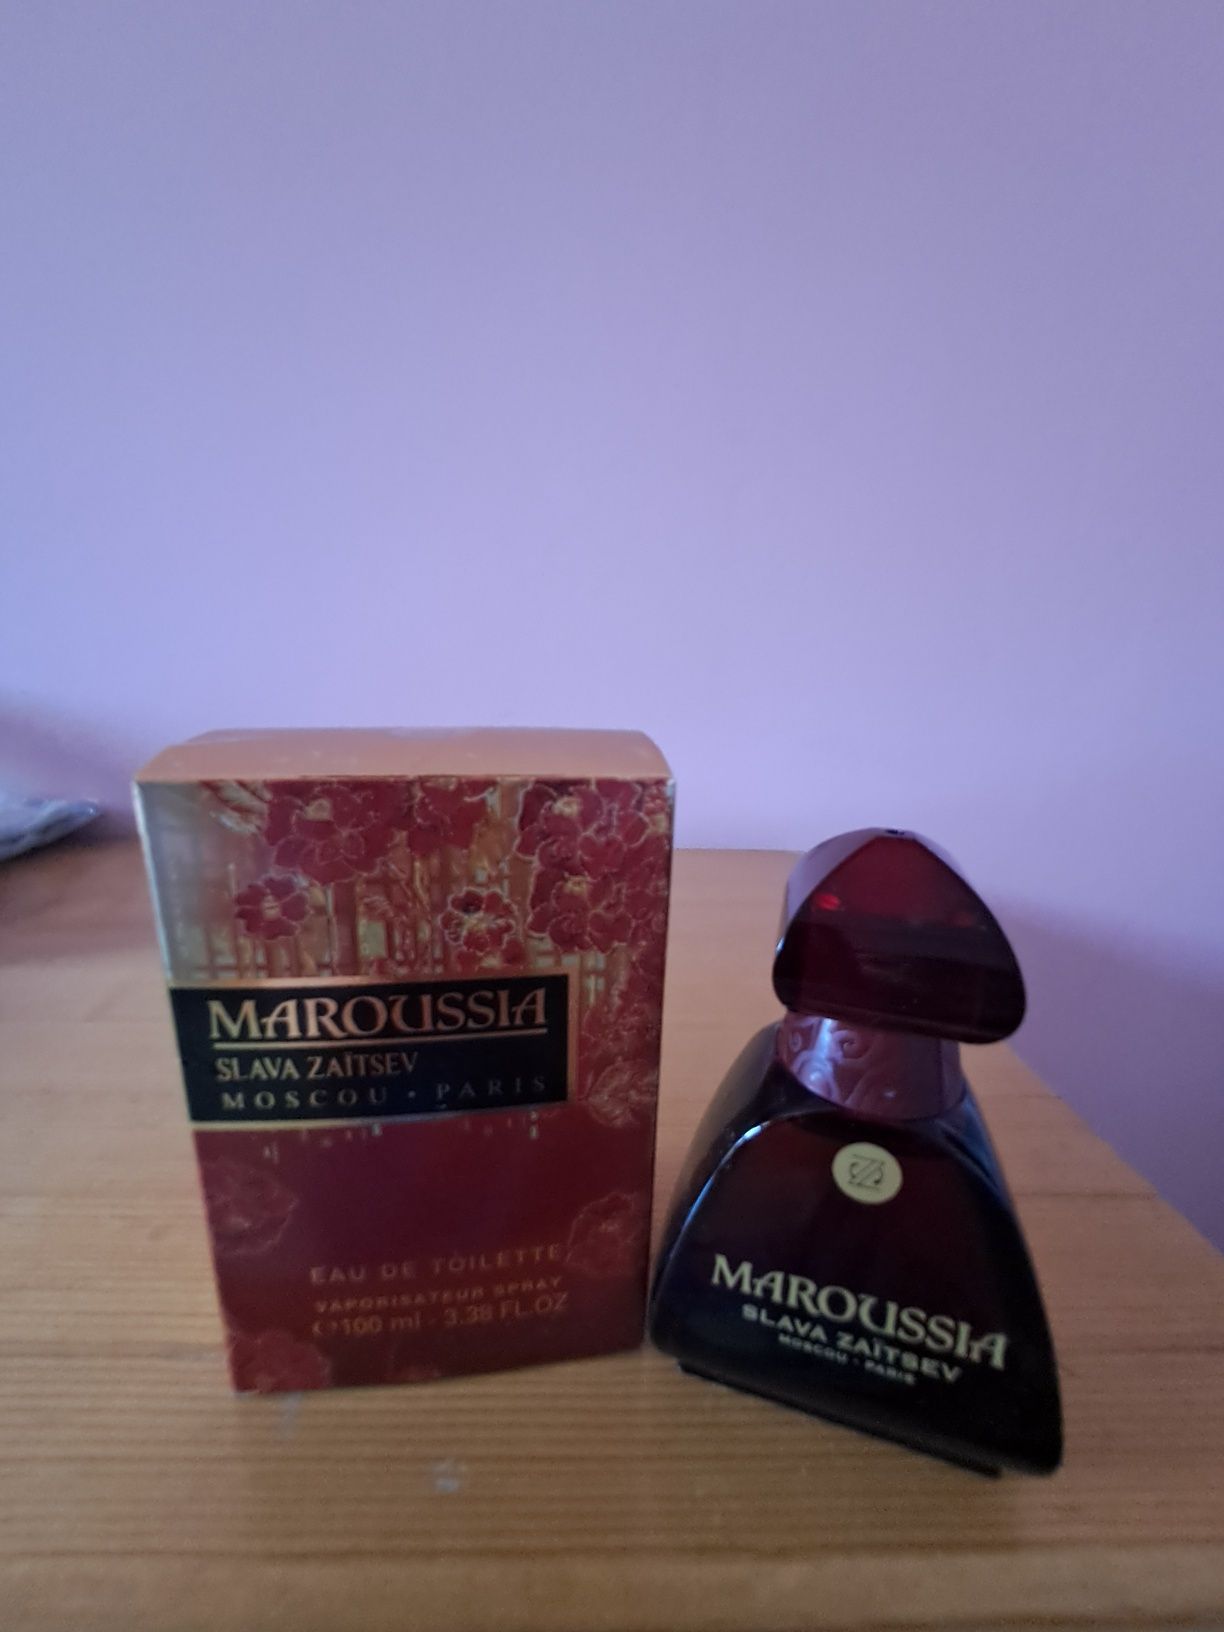 MAROUSSIA
SLAVA ZAÏTSEV
MOSCOU · PARIS
EAU DE TOILETTE
VAPORISATEUR SPRAY
℮100 ml - 3.38 FL.OZ
MAROUSSIA
SLAVA ZAÏTSEV
MOSCOU · PARIS